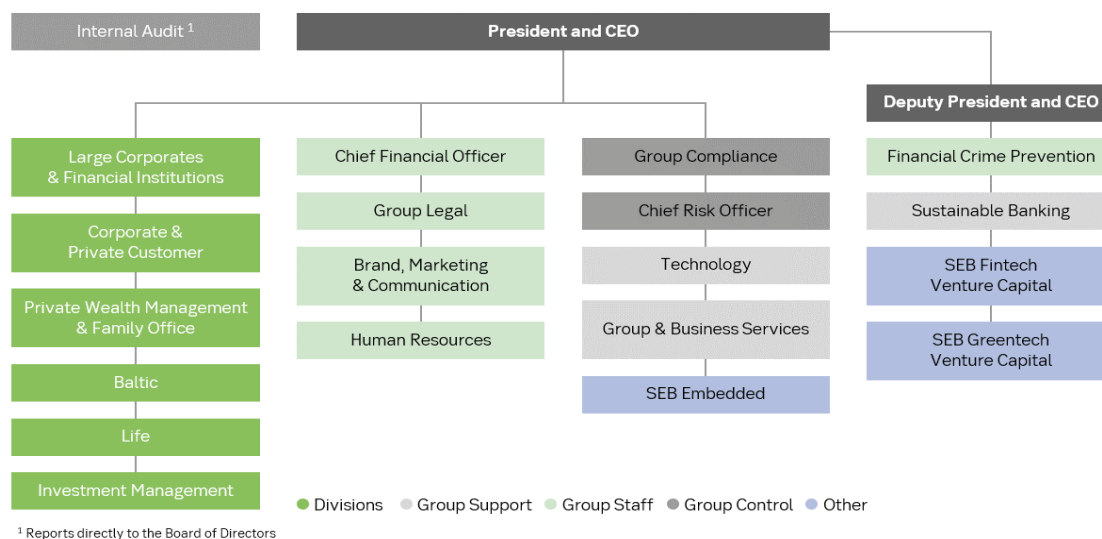 Internal Audit ¹
President and CEO
Deputy President and CEO
Large Corporates
& Financial Institutions
Corporate &
Private Customer
Private Wealth Management
& Family Office
Baltic
Life
Investment Management
Chief Financial Officer
Group Legal
Brand, Marketing
& Communication
Human Resources
Group Compliance
Chief Risk Officer
Technology
Group & Business Services
SEB Embedded
Financial Crime Prevention
Sustainable Banking
SEB Fintech
Venture Capital
SEB Greentech
Venture Capital
Divisions Group Support Group Staff Group Control Other
¹ Reports directly to the Board of Directors